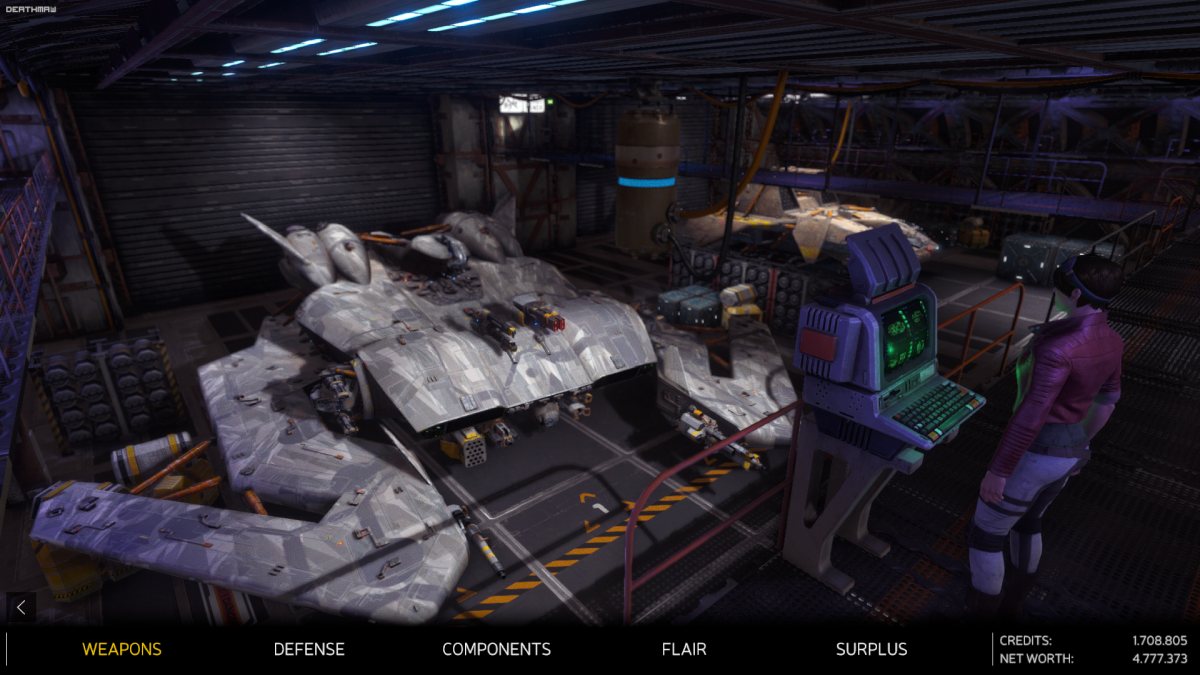 DEATHMAW
WEAPONS
DEFENSE
COMPONENTS
FLAIR
SURPLUS
CREDITS: 1.708.805
NET WORTH: 4.777.373